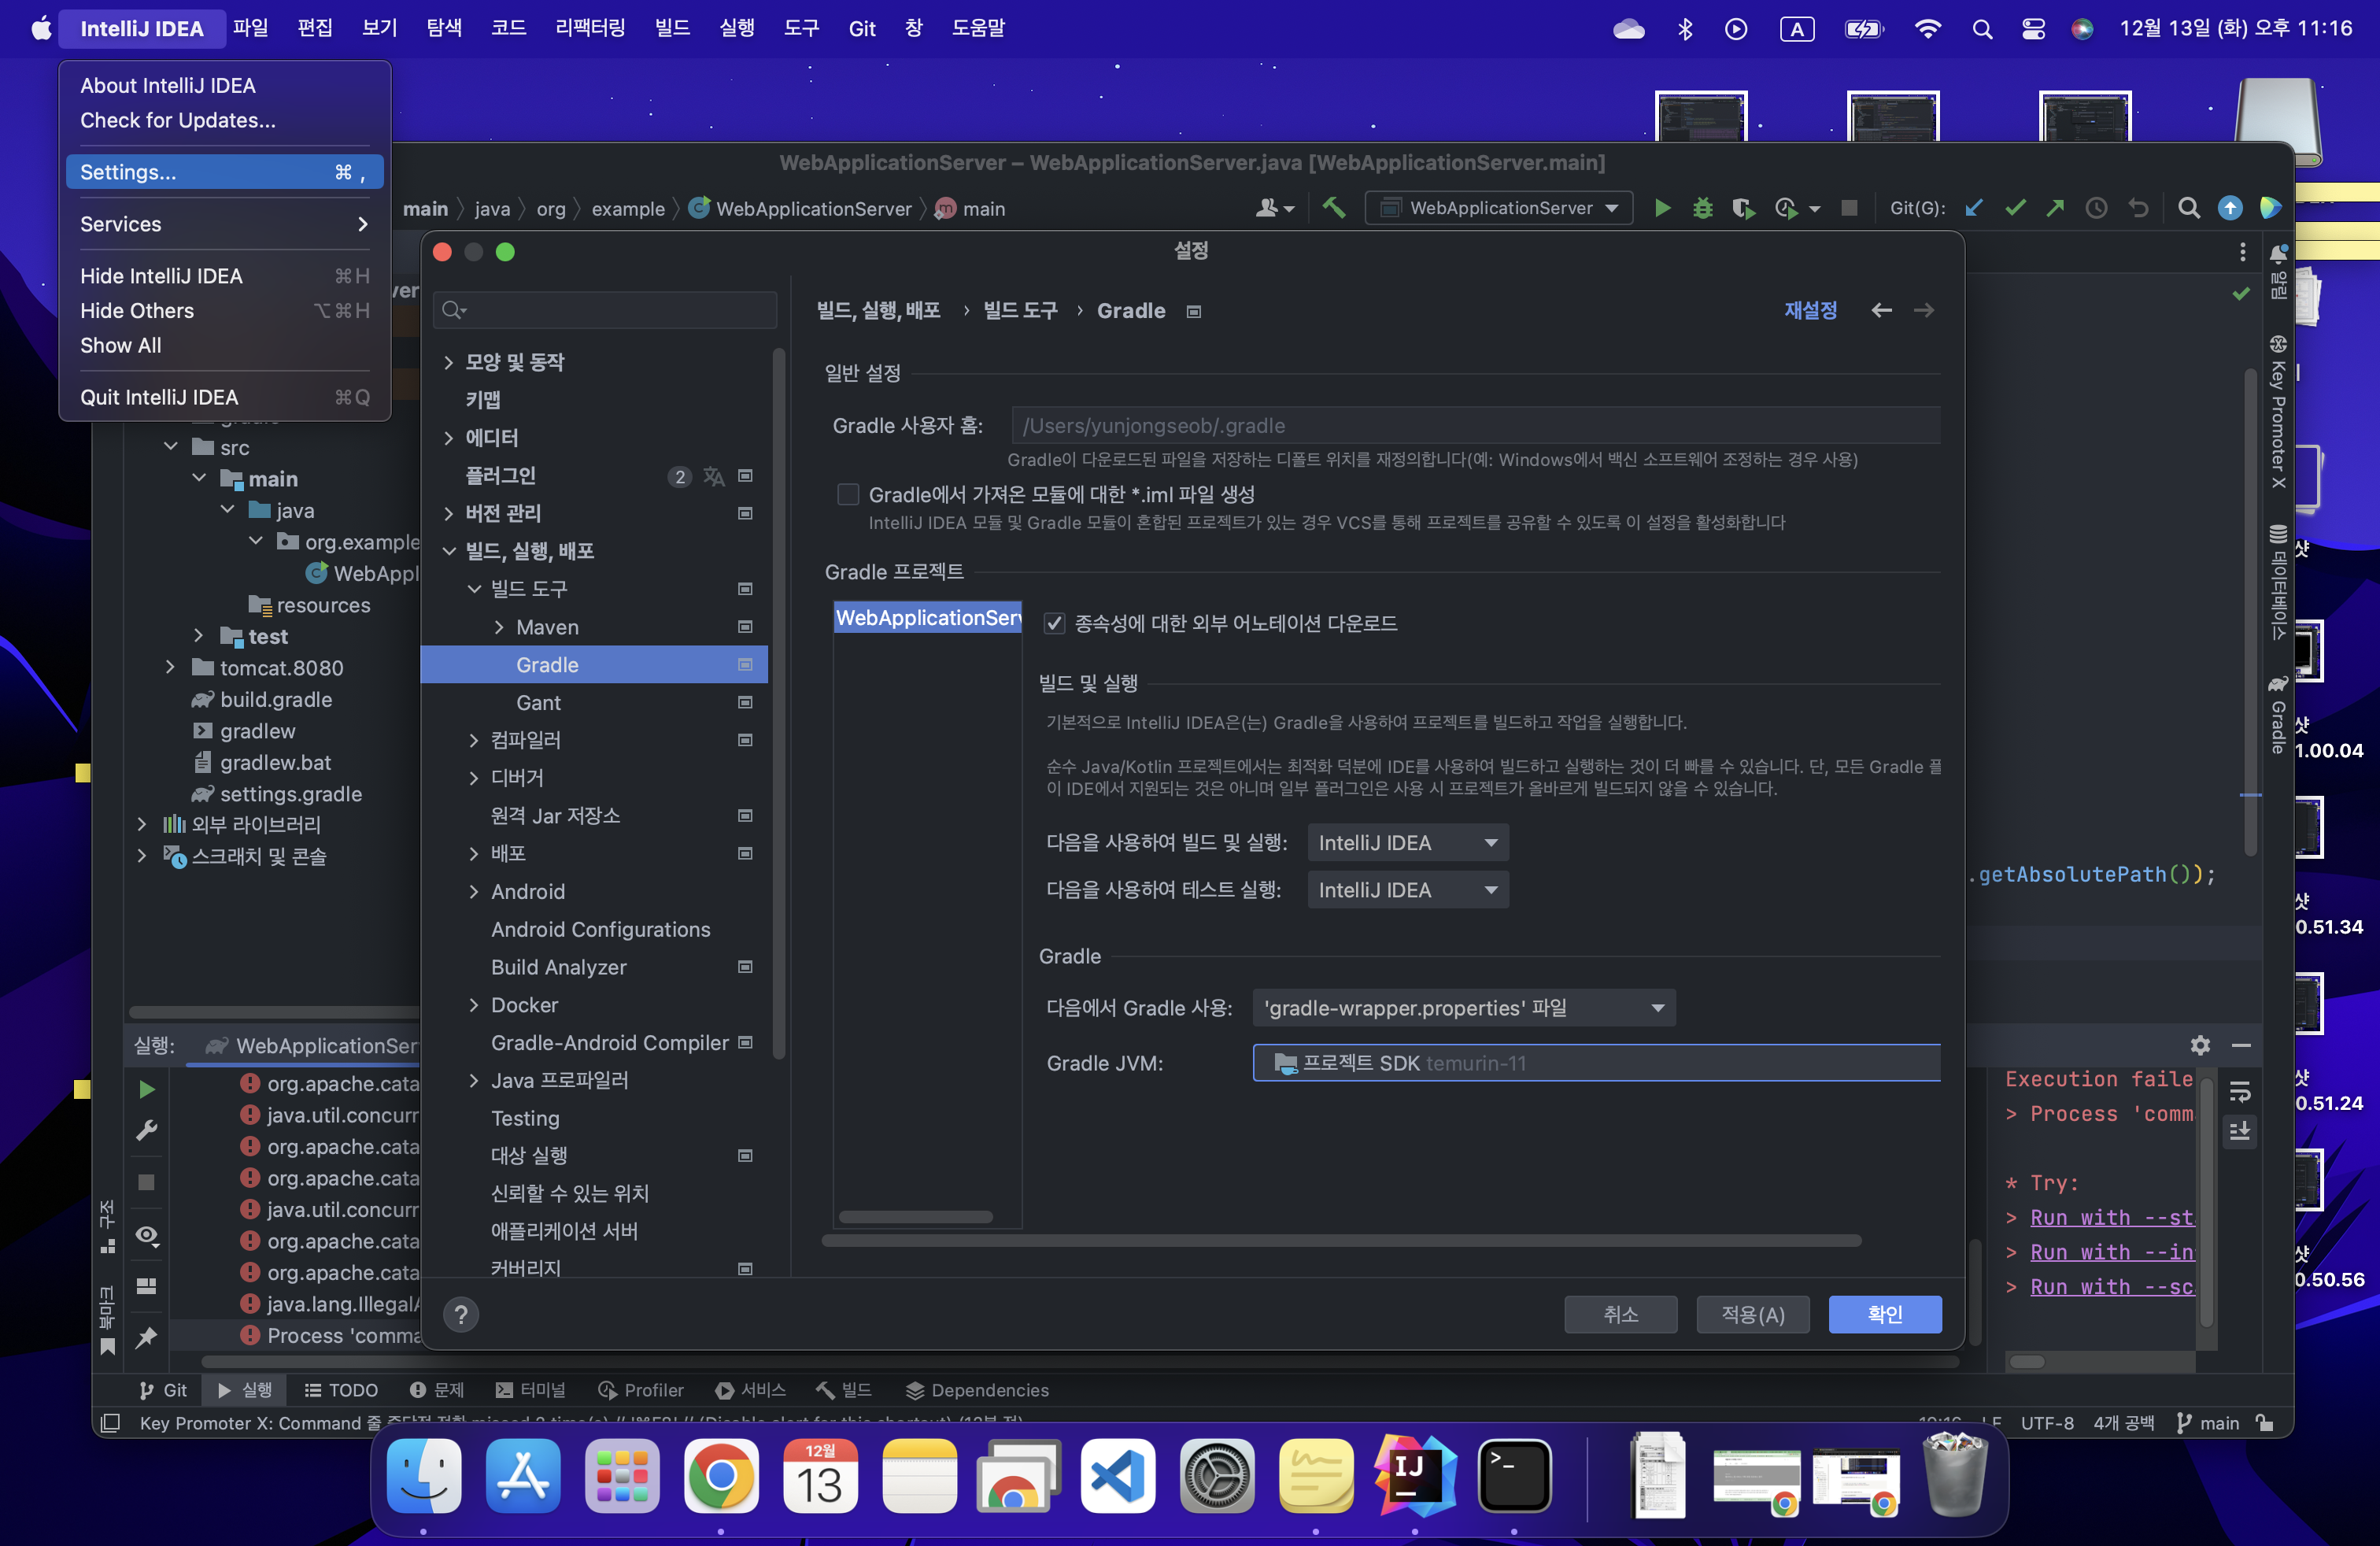 IntelliJ IDEA 파일 편집 보기 탐색 코드 리팩터링 빌드 실행 도구 Git 창 도움말
A
12월 13일 (화) 오후 11:16
About IntelliJ IDEA
Check for Updates...
Settings... ⌘ ,
Services
Hide IntelliJ IDEA ⌘H
Hide Others ⌥⌘H
Show All
Quit IntelliJ IDEA ⌘Q
WebApplicationServer – WebApplicationServer.java [WebApplicationServer.main]
main java org example WebApplicationServer main
WebApplicationServer
Git(G):
src
main
java
org.example
WebAppl
resources
test
tomcat.8080
build.gradle
gradlew
gradlew.bat
settings.gradle
외부 라이브러리
스크래치 및 콘솔
설정
모양 및 동작
키맵
에디터
플러그인 2
버전 관리
빌드, 실행, 배포
빌드 도구
Maven
Gradle
Gant
컴파일러
디버거
원격 Jar 저장소
배포
Android
Android Configurations
Build Analyzer
Docker
Gradle-Android Compiler
Java 프로파일러
Testing
대상 실행
신뢰할 수 있는 위치
애플리케이션 서버
커버리지
빌드, 실행, 배포 › 빌드 도구 › Gradle
재설정
일반 설정
Gradle 사용자 홈: /Users/yunjongseob/.gradle
Gradle이 다운로드된 파일을 저장하는 디폴트 위치를 재정의합니다(예: Windows에서 백신 소프트웨어 조정하는 경우 사용)
Gradle에서 가져온 모듈에 대한 *.iml 파일 생성
IntelliJ IDEA 모듈 및 Gradle 모듈이 혼합된 프로젝트가 있는 경우 VCS를 통해 프로젝트를 공유할 수 있도록 이 설정을 활성화합니다
Gradle 프로젝트
WebApplicationServ
종속성에 대한 외부 어노테이션 다운로드
빌드 및 실행
기본적으로 IntelliJ IDEA은(는) Gradle을 사용하여 프로젝트를 빌드하고 작업을 실행합니다.
순수 Java/Kotlin 프로젝트에서는 최적화 덕분에 IDE를 사용하여 빌드하고 실행하는 것이 더 빠를 수 있습니다. 단, 모든 Gradle 플
이 IDE에서 지원되는 것은 아니며 일부 플러그인은 사용 시 프로젝트가 올바르게 빌드되지 않을 수 있습니다.
다음을 사용하여 빌드 및 실행: IntelliJ IDEA
다음을 사용하여 테스트 실행: IntelliJ IDEA
Gradle
다음에서 Gradle 사용: 'gradle-wrapper.properties' 파일
Gradle JVM: 프로젝트 SDK temurin-11
?
취소
적용(A)
확인
알림
Key Promoter X
데이터베이스
Gradle
.getAbsolutePath());
실행: WebApplicationSer
org.apache.cata
java.util.concurr
org.apache.cata
org.apache.cata
java.util.concurr
org.apache.cata
org.apache.cata
java.lang.Illegal
Process 'comma
구조
북마크
Execution faile
> Process 'comm
* Try:
> Run with --st
> Run with --in
> Run with --sc
Git 실행 TODO 문제 터미널 Profiler 서비스 빌드 Dependencies
Key Promoter X: Command
LF UTF-8 4개 공백 main
샷
1.00.04
샷
0.51.34
샷
0.51.24
샷
0.50.56
12월
13
IJ
>_